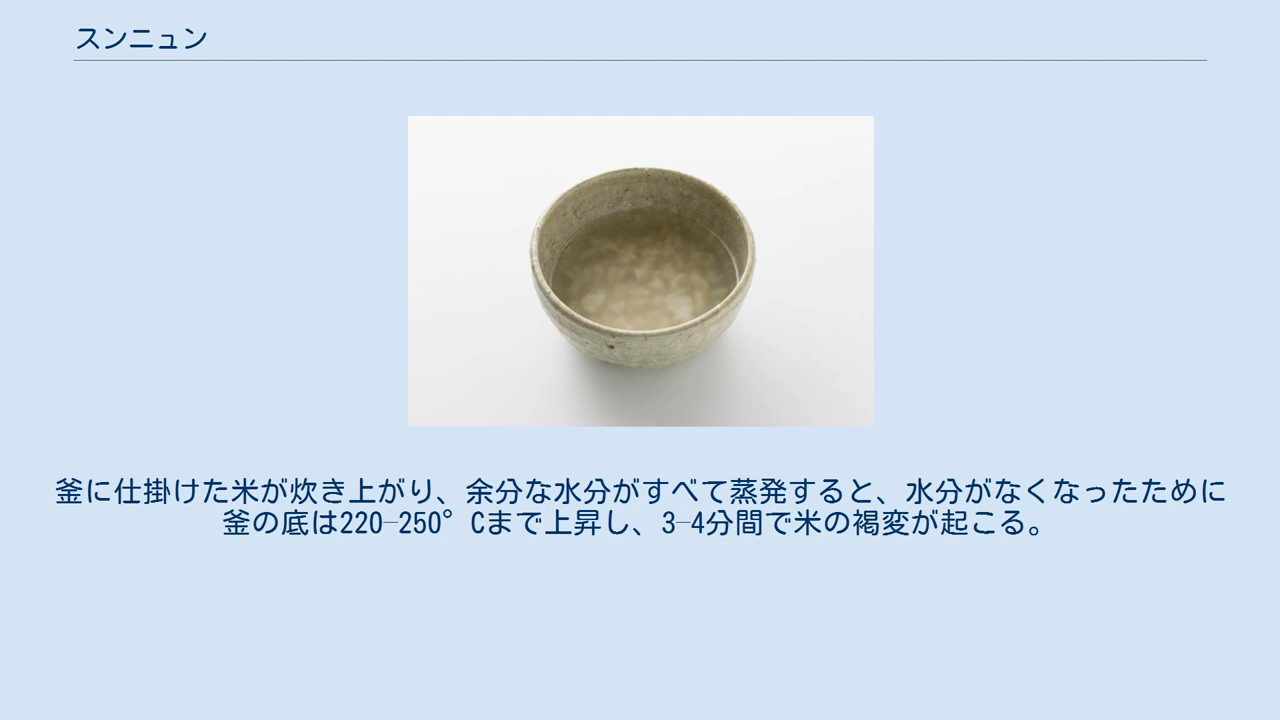 スンニュン
釜に仕掛けた米が炊き上がり、余分な水分がすべて蒸発すると、水分がなくなったために
釜の底は220–250° Cまで上昇し、3–4分間で米の褐変が起こる。